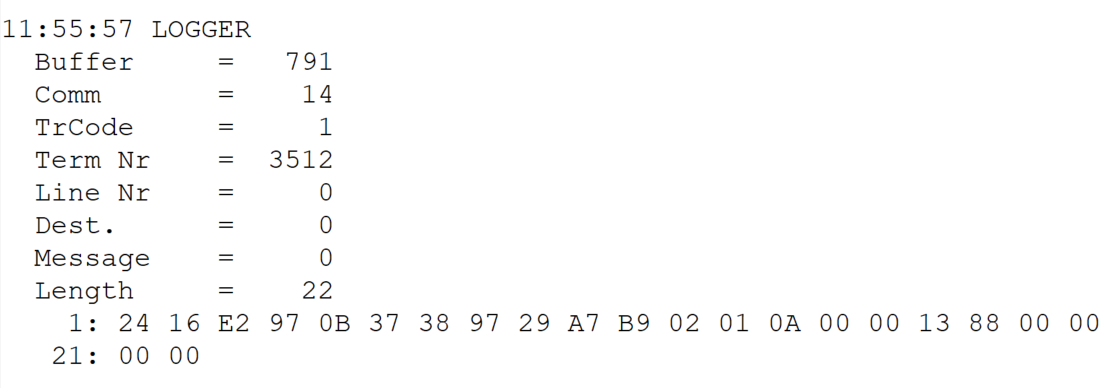 11:55:57 LOGGER
Buffer = 791
Comm = 14
TrCode = 1
Term Nr = 3512
Line Nr = 0
Dest. = 0
Message = 0
Length = 22
1: 24 16 E2 97 0B 37 38 97 29 A7 B9 02 01 0A 00 00 13 88 00 00
21: 00 00